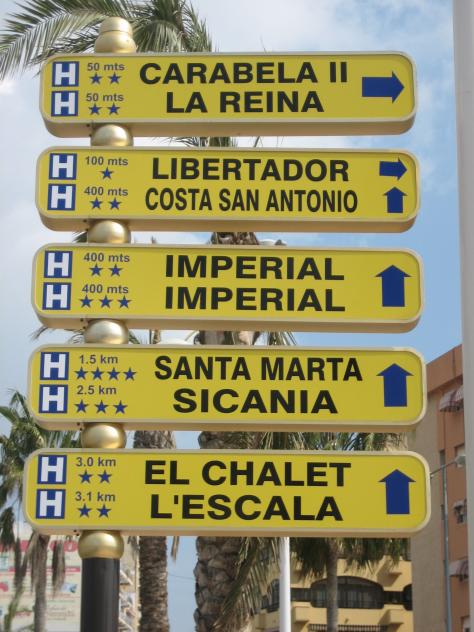 H 50 mts ★★ CARABELA II
H 50 mts ★★ LA REINA
H 100 mts ★ LIBERTADOR
H 400 mts ★★ COSTA SAN ANTONIO
H 400 mts ★★ IMPERIAL
H 400 mts ★★★ IMPERIAL
H 1.5 km ★★★★ SANTA MARTA
H 2.5 km ★★★ SICANIA
H 3.0 km ★★ EL CHALET
H 3.1 km ★★ L'ESCALA